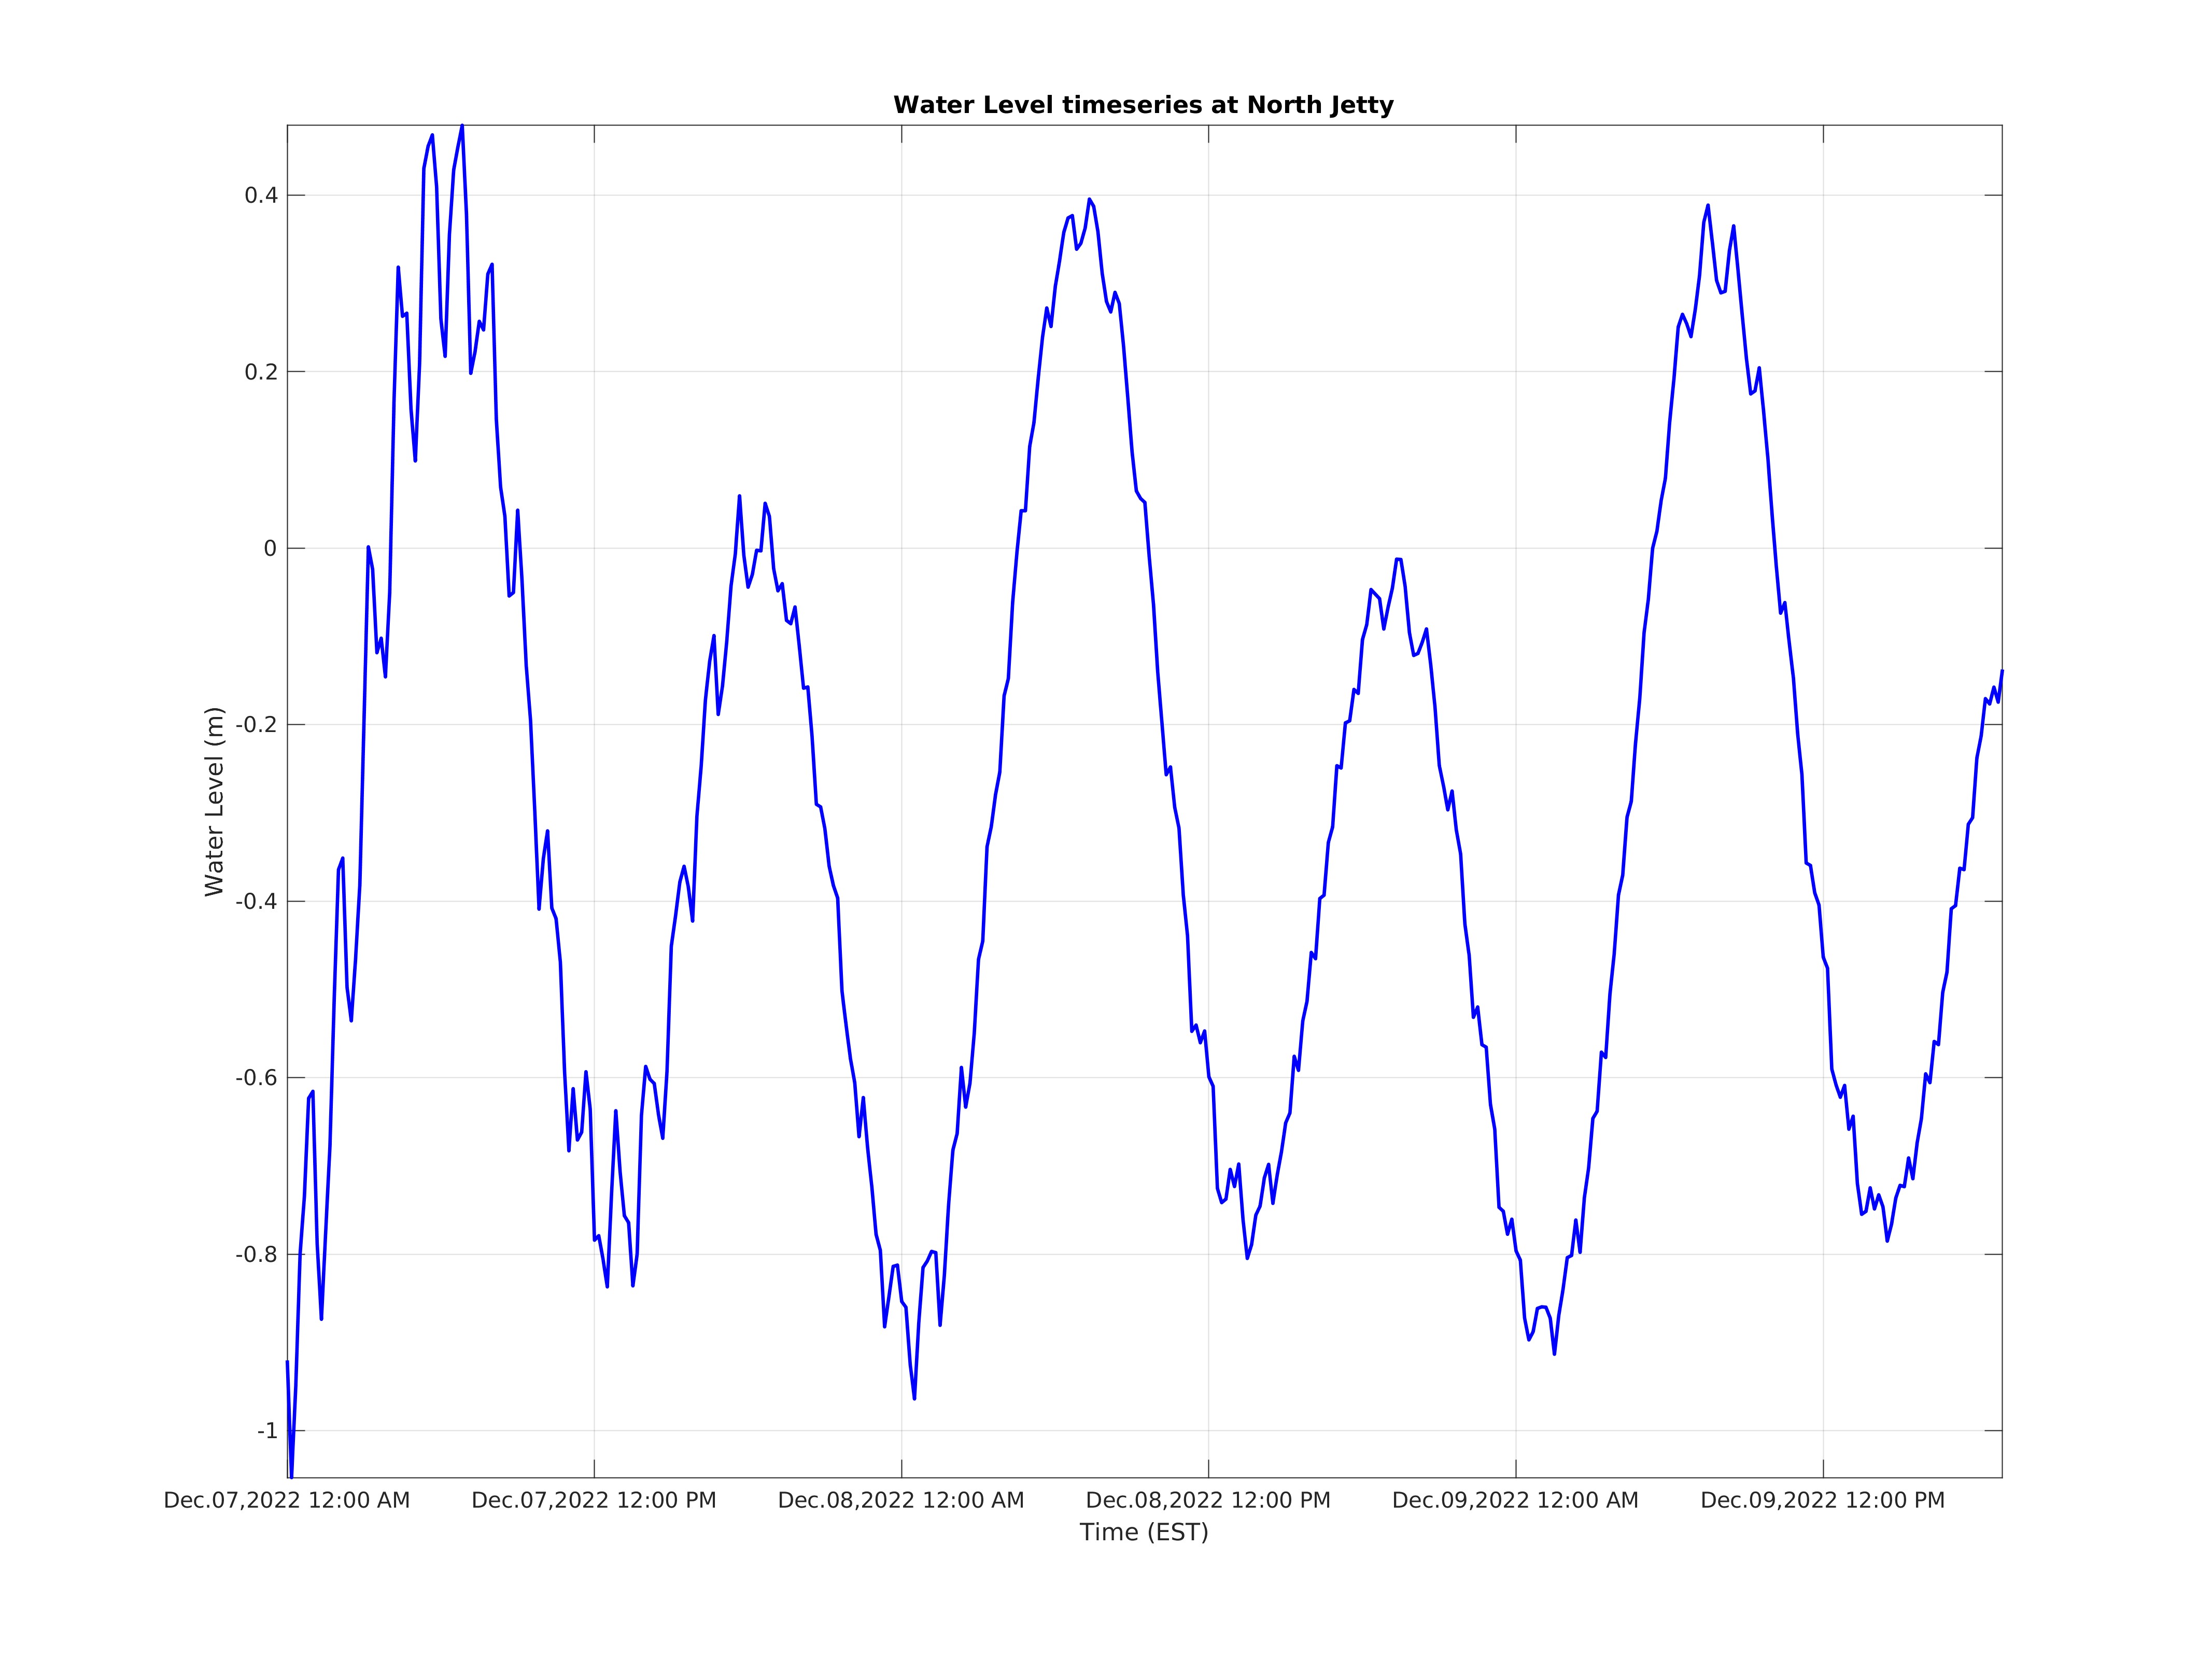 Water Level timeseries at North Jetty
0.4
0.2
0
-0.2
-0.4
-0.6
-0.8
-1
Water Level (m)
Dec.07,2022 12:00 AM Dec.07,2022 12:00 PM Dec.08,2022 12:00 AM Dec.08,2022 12:00 PM Dec.09,2022 12:00 AM Dec.09,2022 12:00 PM
Time (EST)